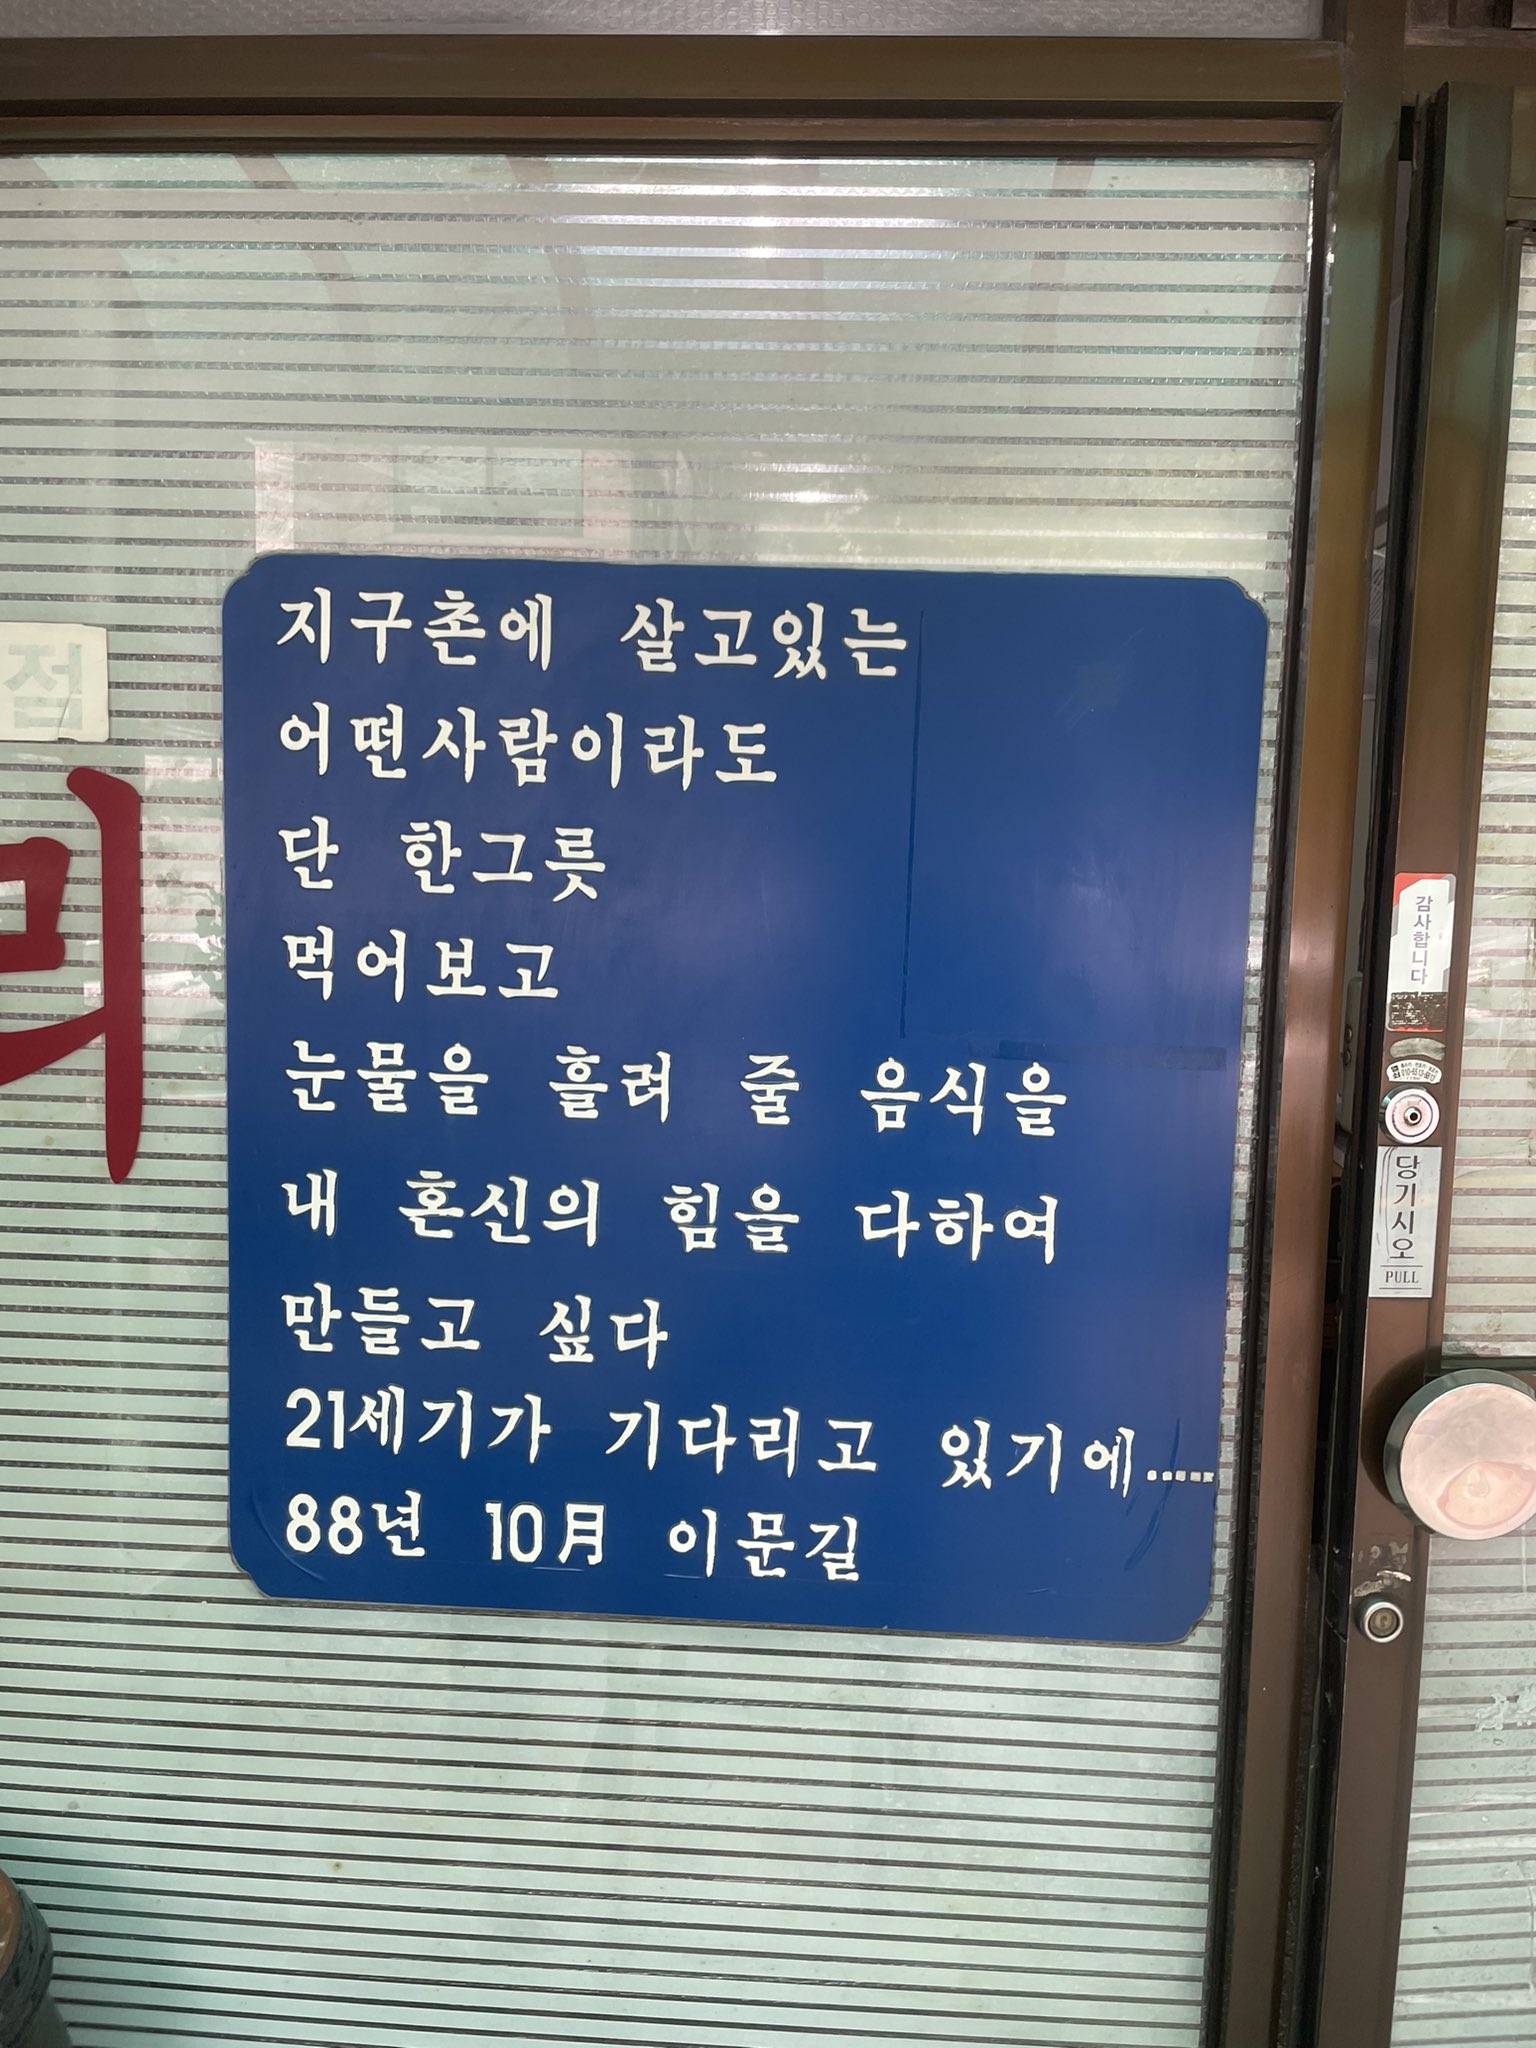 지구촌에 살고있는
어떤사람이라도
단 한그릇
먹어보고
눈물을 흘려 줄 음식을
내 혼신의 힘을 다하여
만들고 싶다
21세기가 기다리고 있기에......
88년 10月 이문길
점
감사합니다
당기시오
PULL